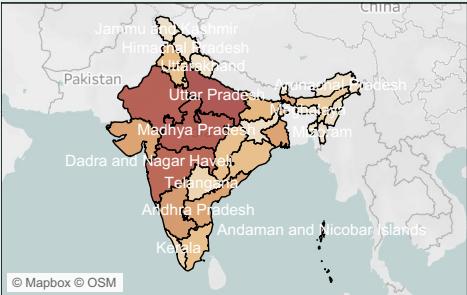 China
Jammu and Kashmir
Himachal Pradesh
Uttarakhand
Pakistan
Arunachal Pradesh
Uttar Pradesh
Meghalaya
Madhya Pradesh
Mizoram
Dadra and Nagar Haveli
Telangana
Andhra Pradesh
Andaman and Nicobar Islands
Kerala
© Mapbox © OSM